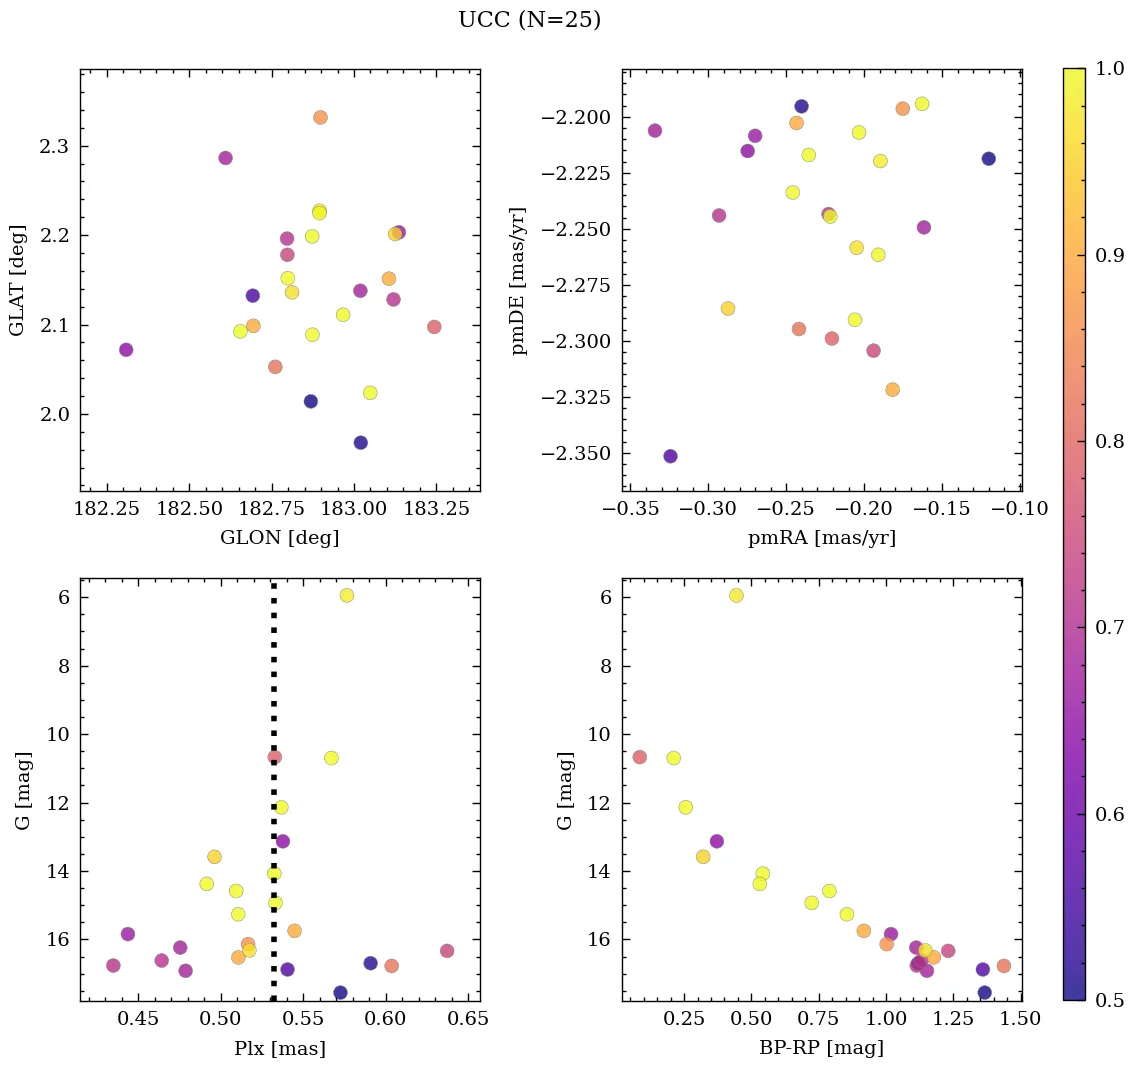 UCC (N=25)
2.3
2.2
2.1
2.0
GLAT [deg]
182.25 182.50 182.75 183.00 183.25
GLON [deg]
−2.200
−2.225
−2.250
−2.275
−2.300
−2.325
−2.350
pmDE [mas/yr]
−0.35 −0.30 −0.25 −0.20 −0.15 −0.10
pmRA [mas/yr]
1.0
0.9
0.8
0.7
0.6
0.5
6
8
10
12
14
16
G [mag]
0.45 0.50 0.55 0.60 0.65
Plx [mas]
6
8
10
12
14
16
G [mag]
0.25 0.50 0.75 1.00 1.25 1.50
BP-RP [mag]